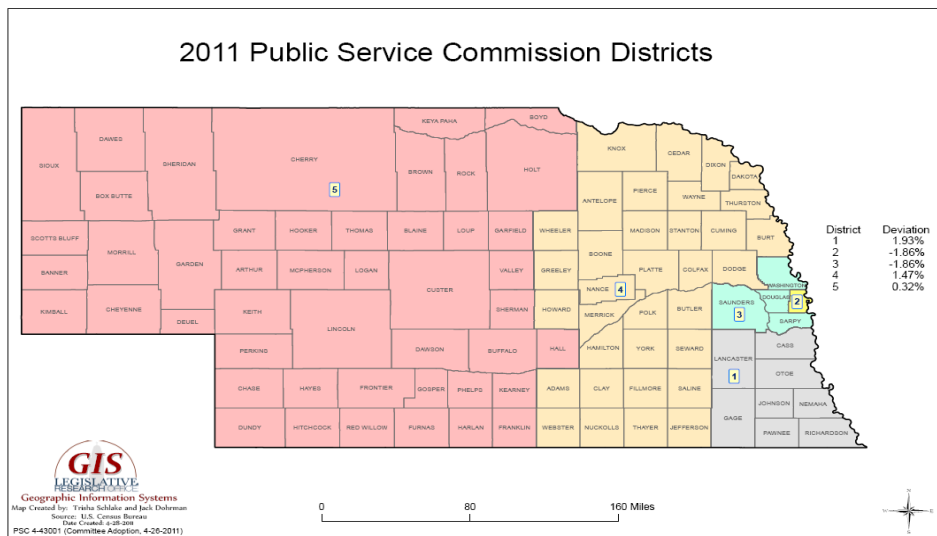 2011 Public Service Commission Districts
KEYA PAHA
BOYD
DAWES
SIOUX
SHERIDAN
CHERRY
BROWN
ROCK
HOLT
KNOX
CEDAR
DIXON
DAKOTA
BOX BUTTE
5
ANTELOPE
PIERCE
WAYNE
THURSTON
SCOTTS BLUFF
MORRILL
GARDEN
GRANT
HOOKER
THOMAS
BLAINE
LOUP
GARFIELD
WHEELER
MADISON
STANTON
CUMING
BURT
BANNER
ARTHUR
MCPHERSON
LOGAN
CUSTER
VALLEY
GREELEY
BOONE
PLATTE
COLFAX
DODGE
WASHINGTON
KIMBALL
CHEYENNE
DEUEL
KEITH
LINCOLN
SHERMAN
HOWARD
NANCE
4
MERRICK
POLK
BUTLER
SAUNDERS
3
DOUGLAS
2
SARPY
PERKINS
DAWSON
BUFFALO
HALL
HAMILTON
YORK
SEWARD
LANCASTER
CASS
OTOE
1
CHASE
HAYES
FRONTIER
GOSPER
PHELPS
KEARNEY
ADAMS
CLAY
FILLMORE
SALINE
GAGE
JOHNSON
NEMAHA
DUNDY
HITCHCOCK
RED WILLOW
FURNAS
HARLAN
FRANKLIN
WEBSTER
NUCKOLLS
THAYER
JEFFERSON
PAWNEE
RICHARDSON
District Deviation
1 1.93%
2 -1.86%
3 -1.86%
4 1.47%
5 0.32%
GIS
LEGISLATIVE
RESEARCH OFFICE
Geographic Information Systems
Map Created by: Trisha Schlake and Jack Dohrman
Source: U.S. Census Bureau
Date Created: 4-28-2011
PSC 4-43001 (Committee Adoption, 4-26-2011)
0 80 160 Miles
N
W E
S